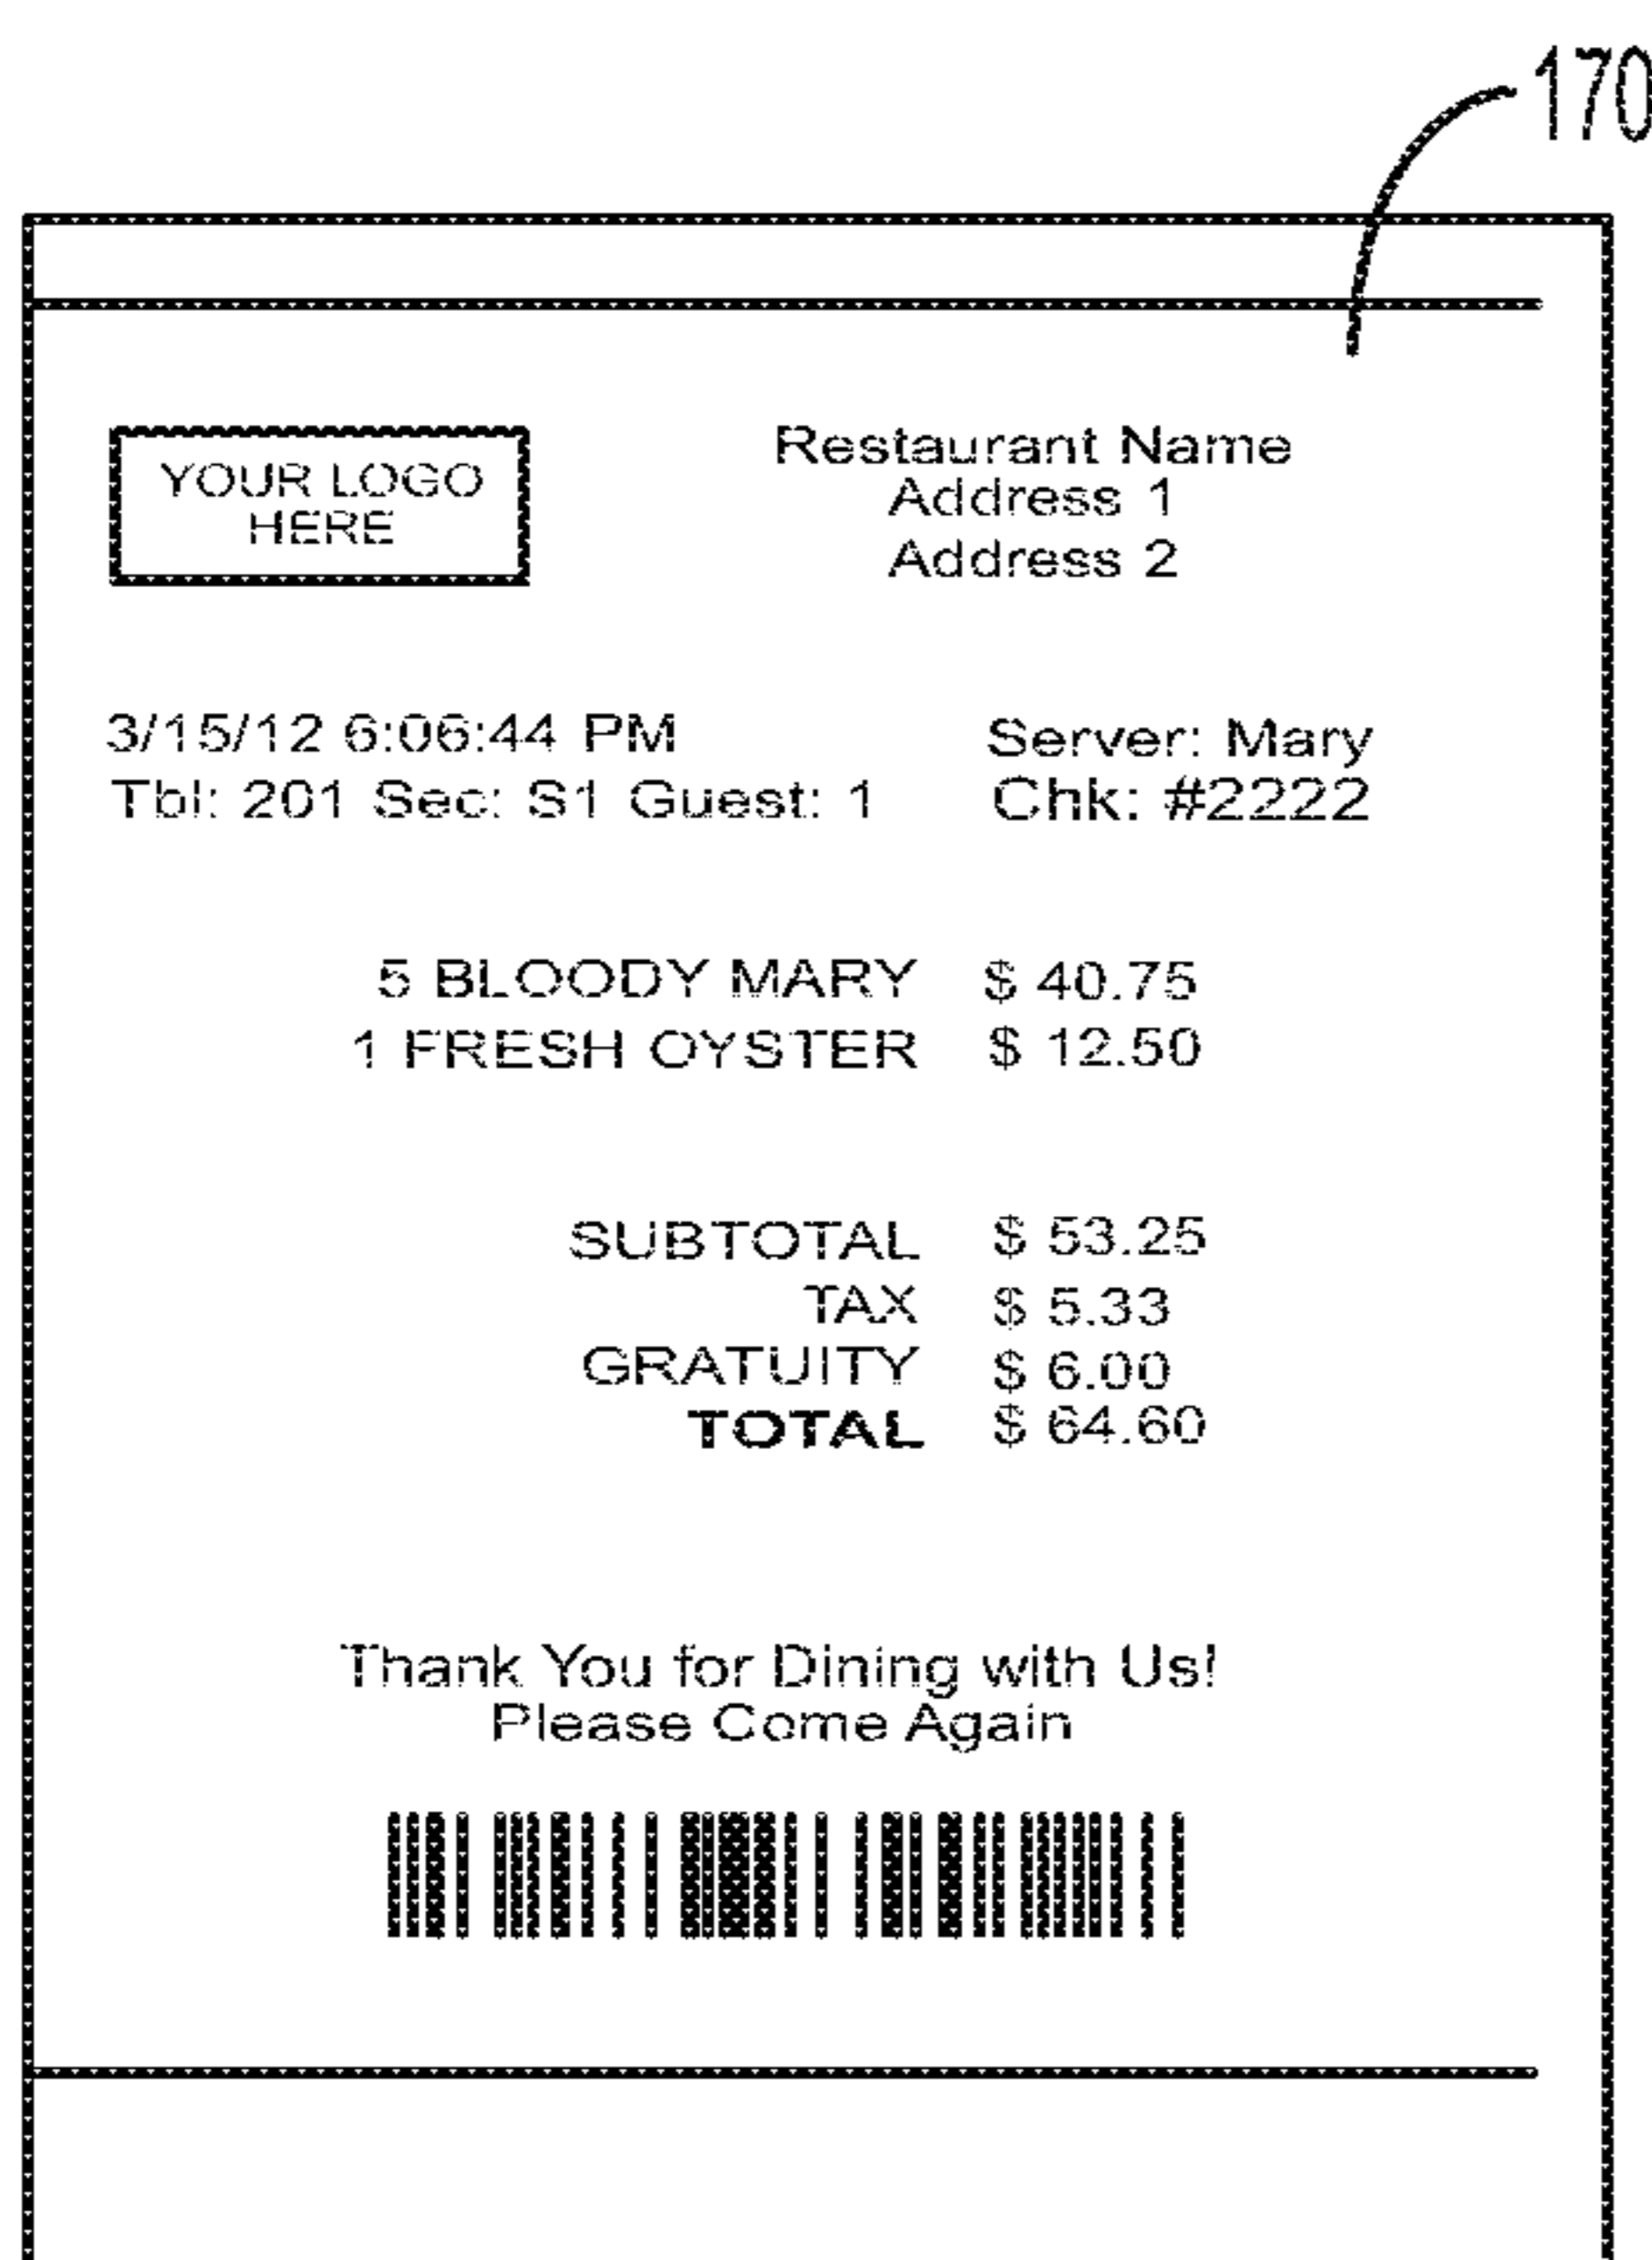 170
YOUR LOGO
HERE
Restaurant Name
Address 1
Address 2
3/15/12 6:06:44 PM
Server: Mary
Tbl: 201 Sec: S1 Guest: 1
Chk: #2222
5 BLOODY MARY $ 40.75
1 FRESH OYSTER $ 12.50
SUBTOTAL $ 53.25
TAX $ 5.33
GRATUITY $ 6.00
TOTAL $ 64.60
Thank You for Dining with Us!
Please Come Again